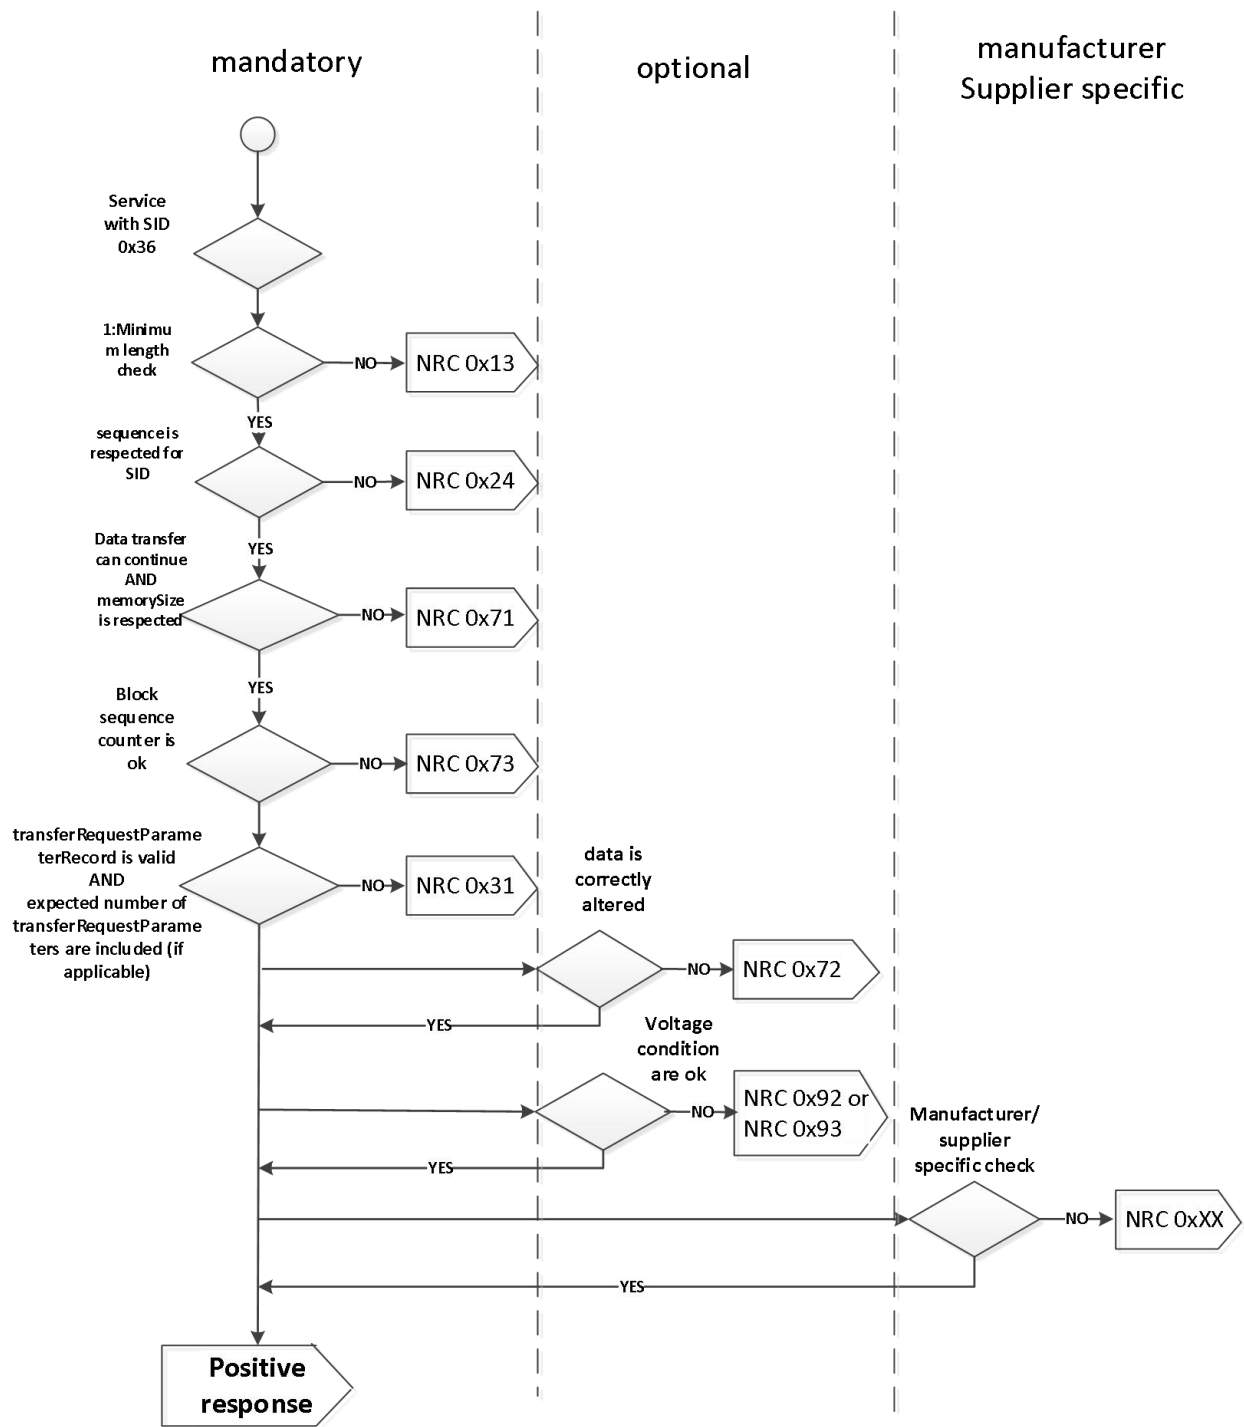 mandatory
optional
manufacturer
Supplier specific
Service
with SID
0x36
1:Minimu
m length
check
NO
NRC 0x13
YES
sequence is
respected for
SID
NO
NRC 0x24
YES
Data transfer
can continue
AND
memorySize
is respected
NO
NRC 0x71
YES
Block
sequence
counter is
ok
NO
NRC 0x73
transferRequestParame
terRecord is valid
AND
expected number of
transferRequestParame
ters are included (if
applicable)
NO
NRC 0x31
data is
correctly
altered
NO
NRC 0x72
YES
Voltage
condition
are ok
NO
NRC 0x92 or
NRC 0x93
YES
Manufacturer/
supplier
specific check
NO
NRC 0xXX
YES
Positive
response